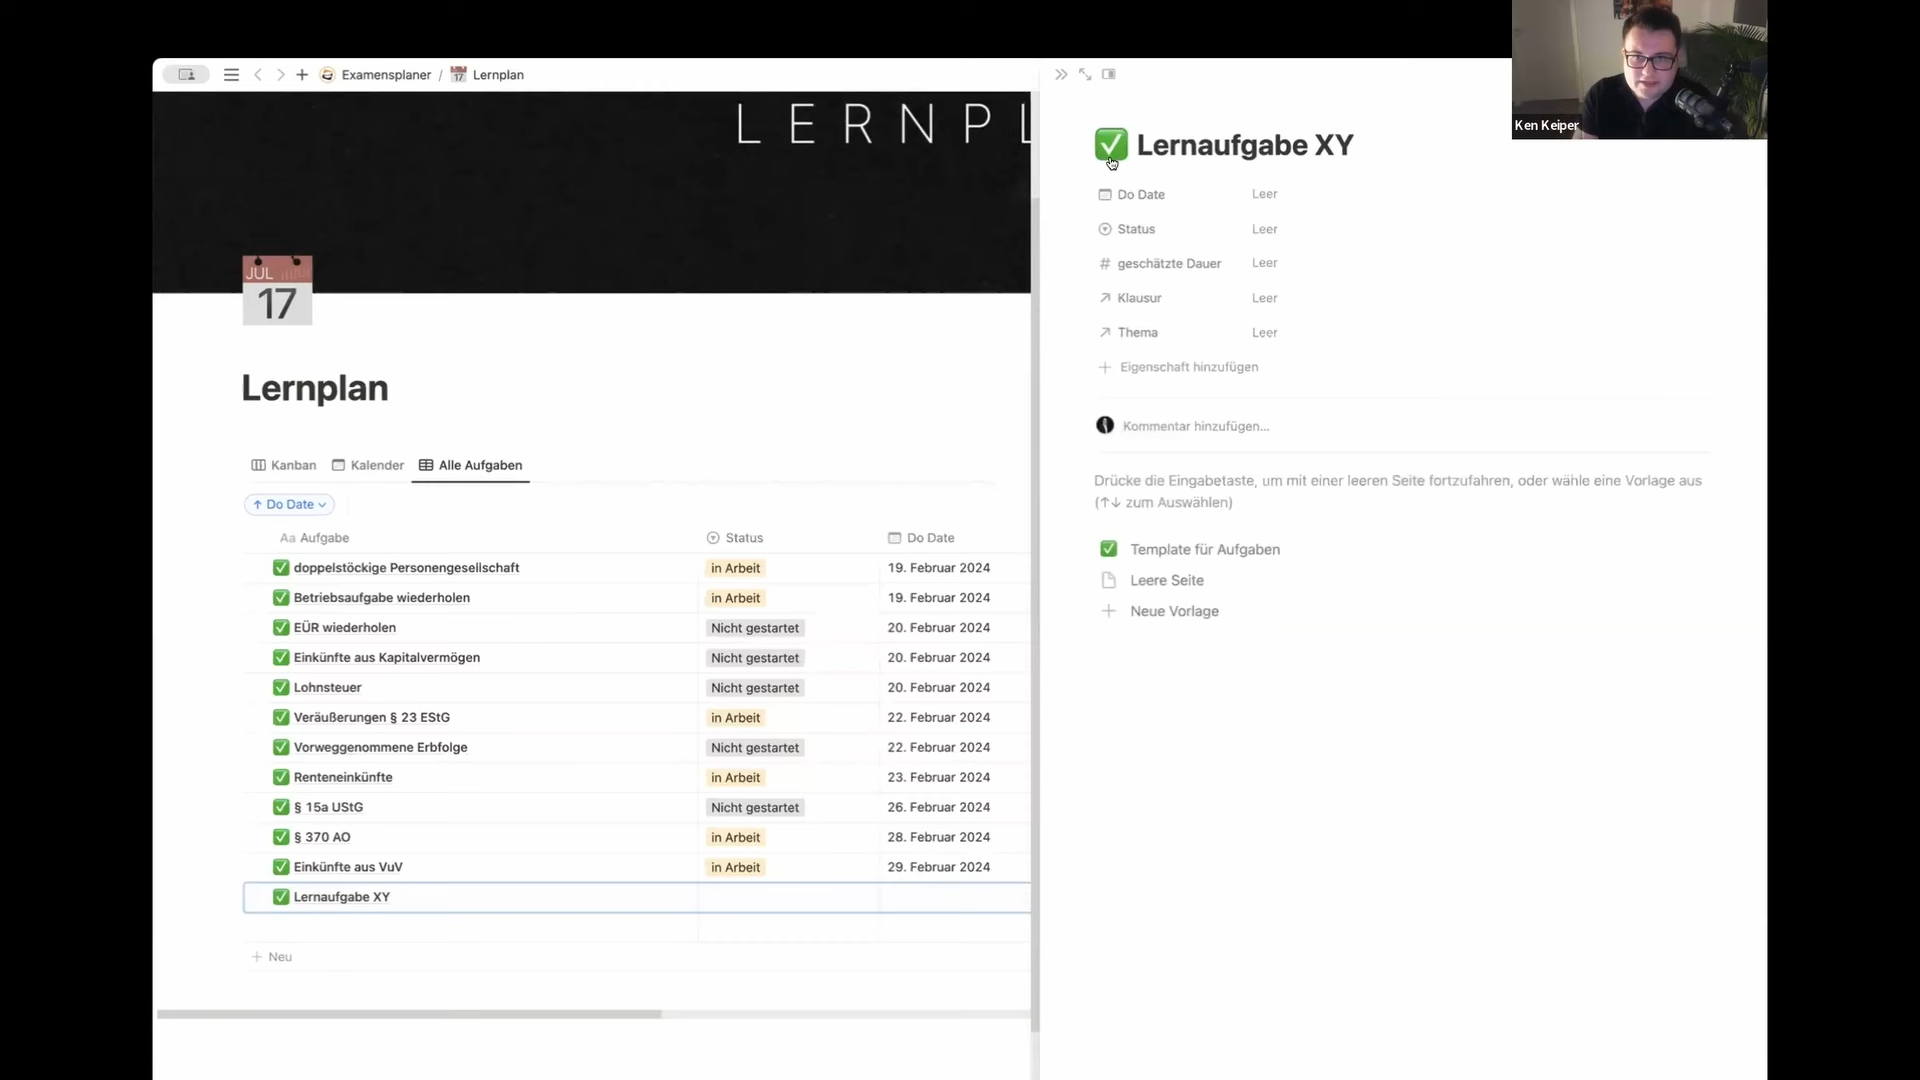 Examensplaner / Lernplan
LERNPL
JUL
17
Lernplan
Kanban Kalender Alle Aufgaben
Do Date
Aa Aufgabe Status Do Date
doppelstöckige Personengesellschaft in Arbeit 19. Februar 2024
Betriebsaufgabe wiederholen in Arbeit 19. Februar 2024
EÜR wiederholen Nicht gestartet 20. Februar 2024
Einkünfte aus Kapitalvermögen Nicht gestartet 20. Februar 2024
Lohnsteuer Nicht gestartet 20. Februar 2024
Veräußerungen § 23 EStG in Arbeit 22. Februar 2024
Vorweggenommene Erbfolge Nicht gestartet 22. Februar 2024
Renteneinkünfte in Arbeit 23. Februar 2024
§ 15a UStG Nicht gestartet 26. Februar 2024
§ 370 AO in Arbeit 28. Februar 2024
Einkünfte aus VuV in Arbeit 29. Februar 2024
Lernaufgabe XY
+ Neu
Lernaufgabe XY
Do Date Leer
Status Leer
# geschätzte Dauer Leer
Klausur Leer
Thema Leer
+ Eigenschaft hinzufügen
Kommentar hinzufügen...
Drücke die Eingabetaste, um mit einer leeren Seite fortzufahren, oder wähle eine Vorlage aus
(↑↓ zum Auswählen)
Template für Aufgaben
Leere Seite
+ Neue Vorlage
Ken Keiper